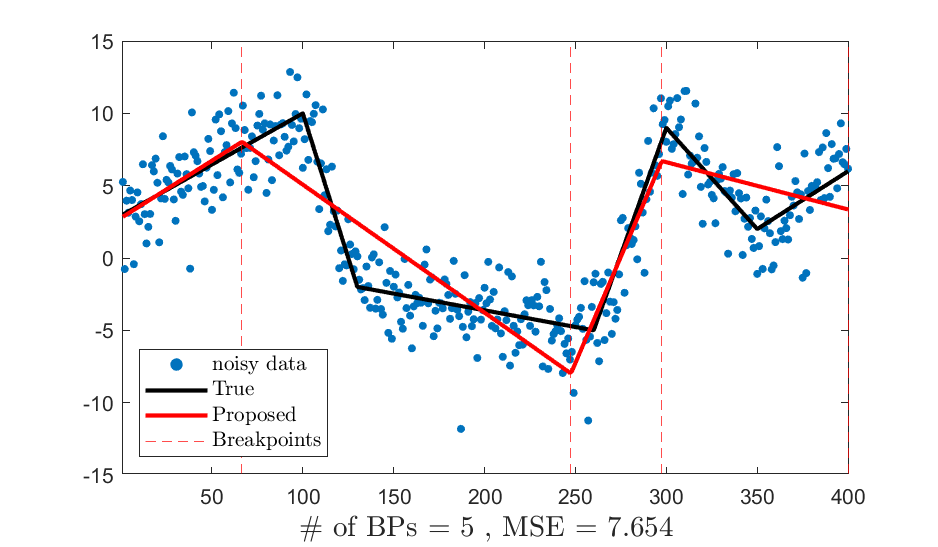 15
10
5
0
-5
-10
-15
noisy data
True
Proposed
Breakpoints
50 100 150 200 250 300 350 400
# of BPs = 5 , MSE = 7.654